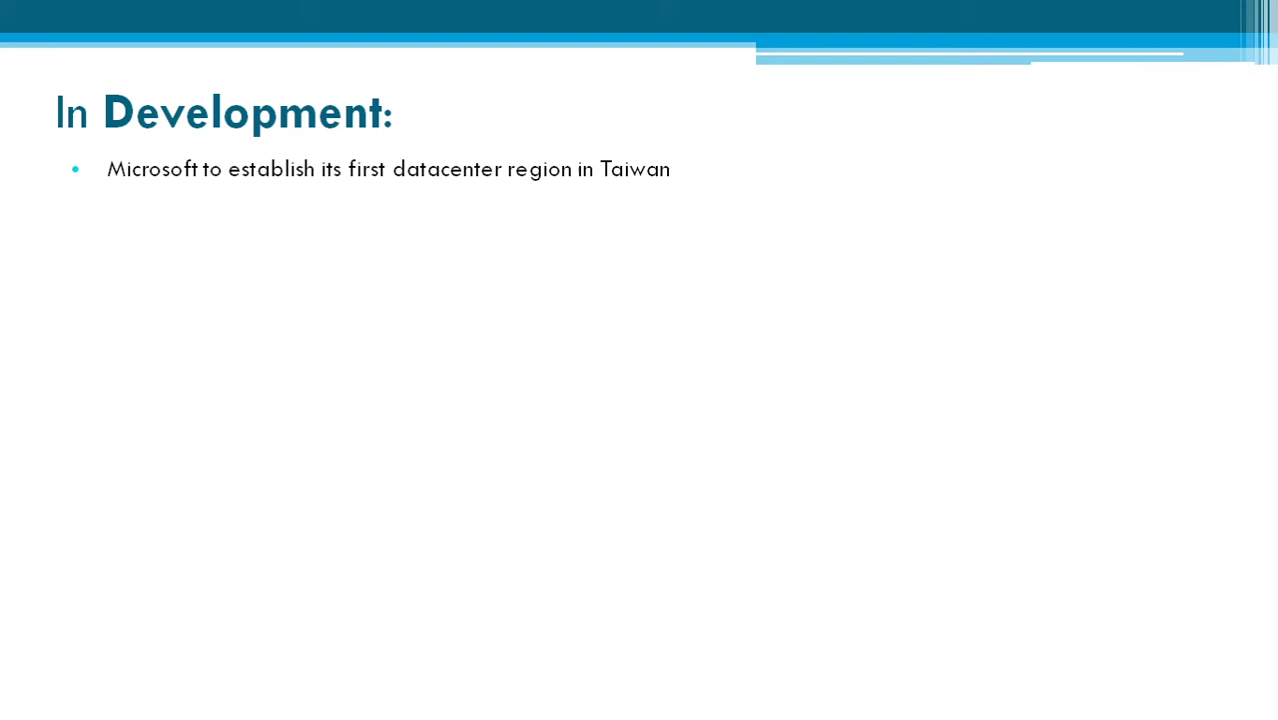 In Development:
• Microsoft to establish its first datacenter region in Taiwan